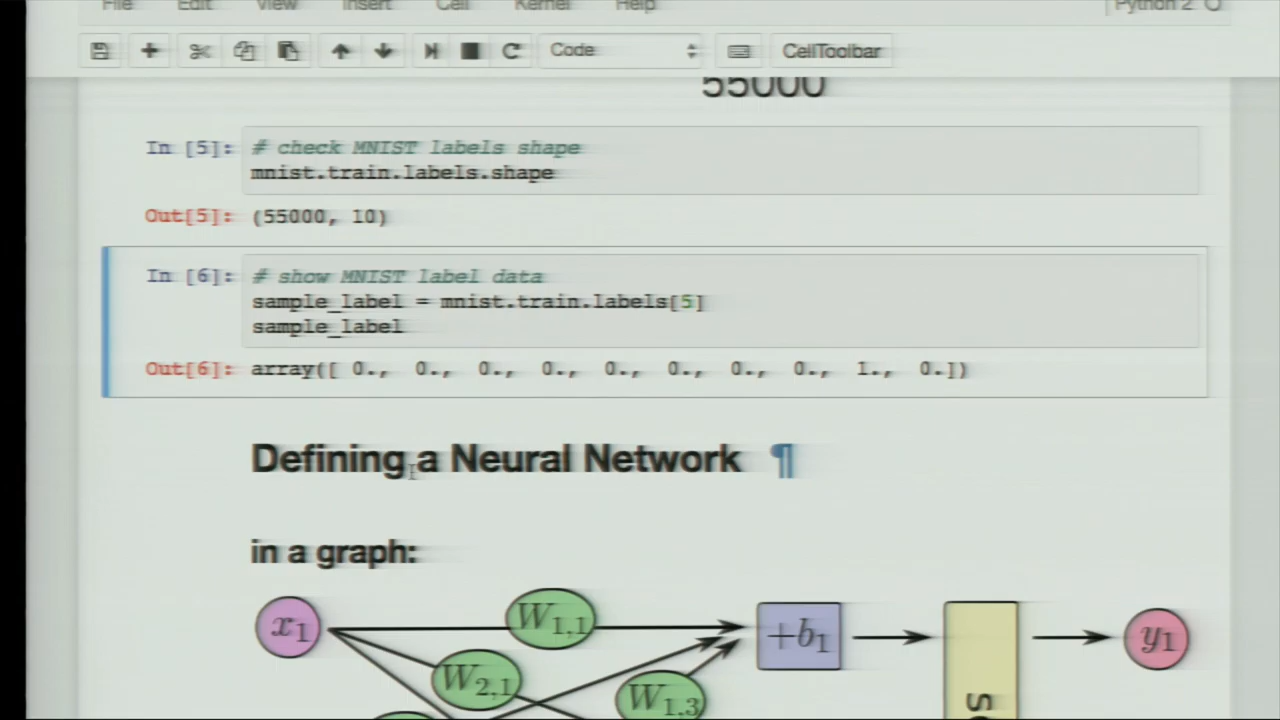 File Edit View Insert Cell Kernel Help Python 2
Code CellToolbar
55000
In [5]: # check MNIST labels shape
mnist.train.labels.shape
Out[5]: (55000, 10)
In [6]: # show MNIST label data
sample_label = mnist.train.labels[5]
sample_label
Out[6]: array([ 0., 0., 0., 0., 0., 0., 0., 0., 1., 0.])
Defining a Neural Network ¶
in a graph:
x1 W1,1 +b1 y1
W2,1 W1,3